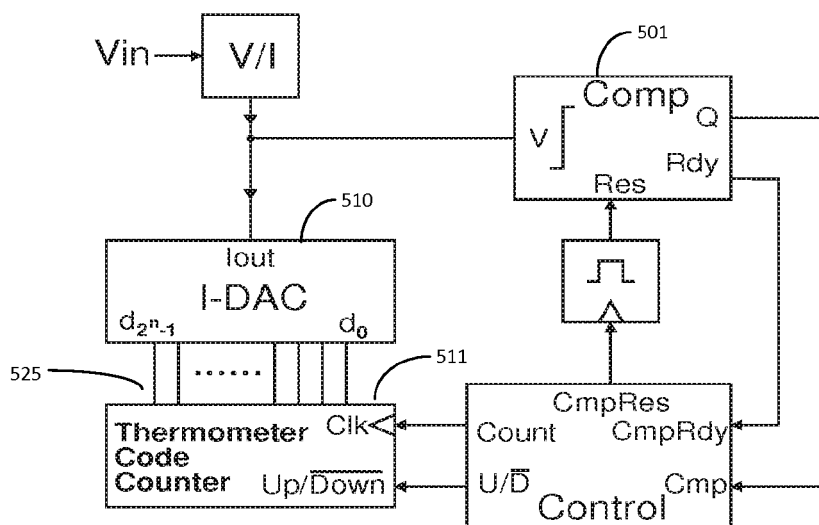 Vin
V/I
501
Comp
V
Q
Rdy
Res
510
Iout
I-DAC
d2n-1
d0
525
......
511
Thermometer
Code
Counter
Clk
Up/Down
CmpRes
Count
CmpRdy
U/D
Cmp
Control